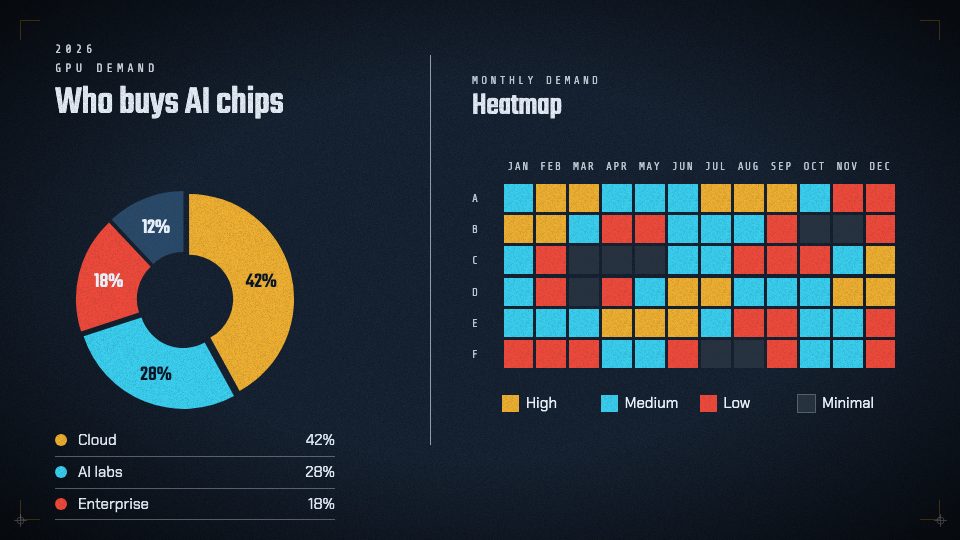 2026
GPU DEMAND
Who buys AI chips
12%
42%
18%
28%
Cloud 42%
AI labs 28%
Enterprise 18%
MONTHLY DEMAND
Heatmap
JAN FEB MAR APR MAY JUN JUL AUG SEP OCT NOV DEC
A
B
C
D
E
F
High Medium Low Minimal